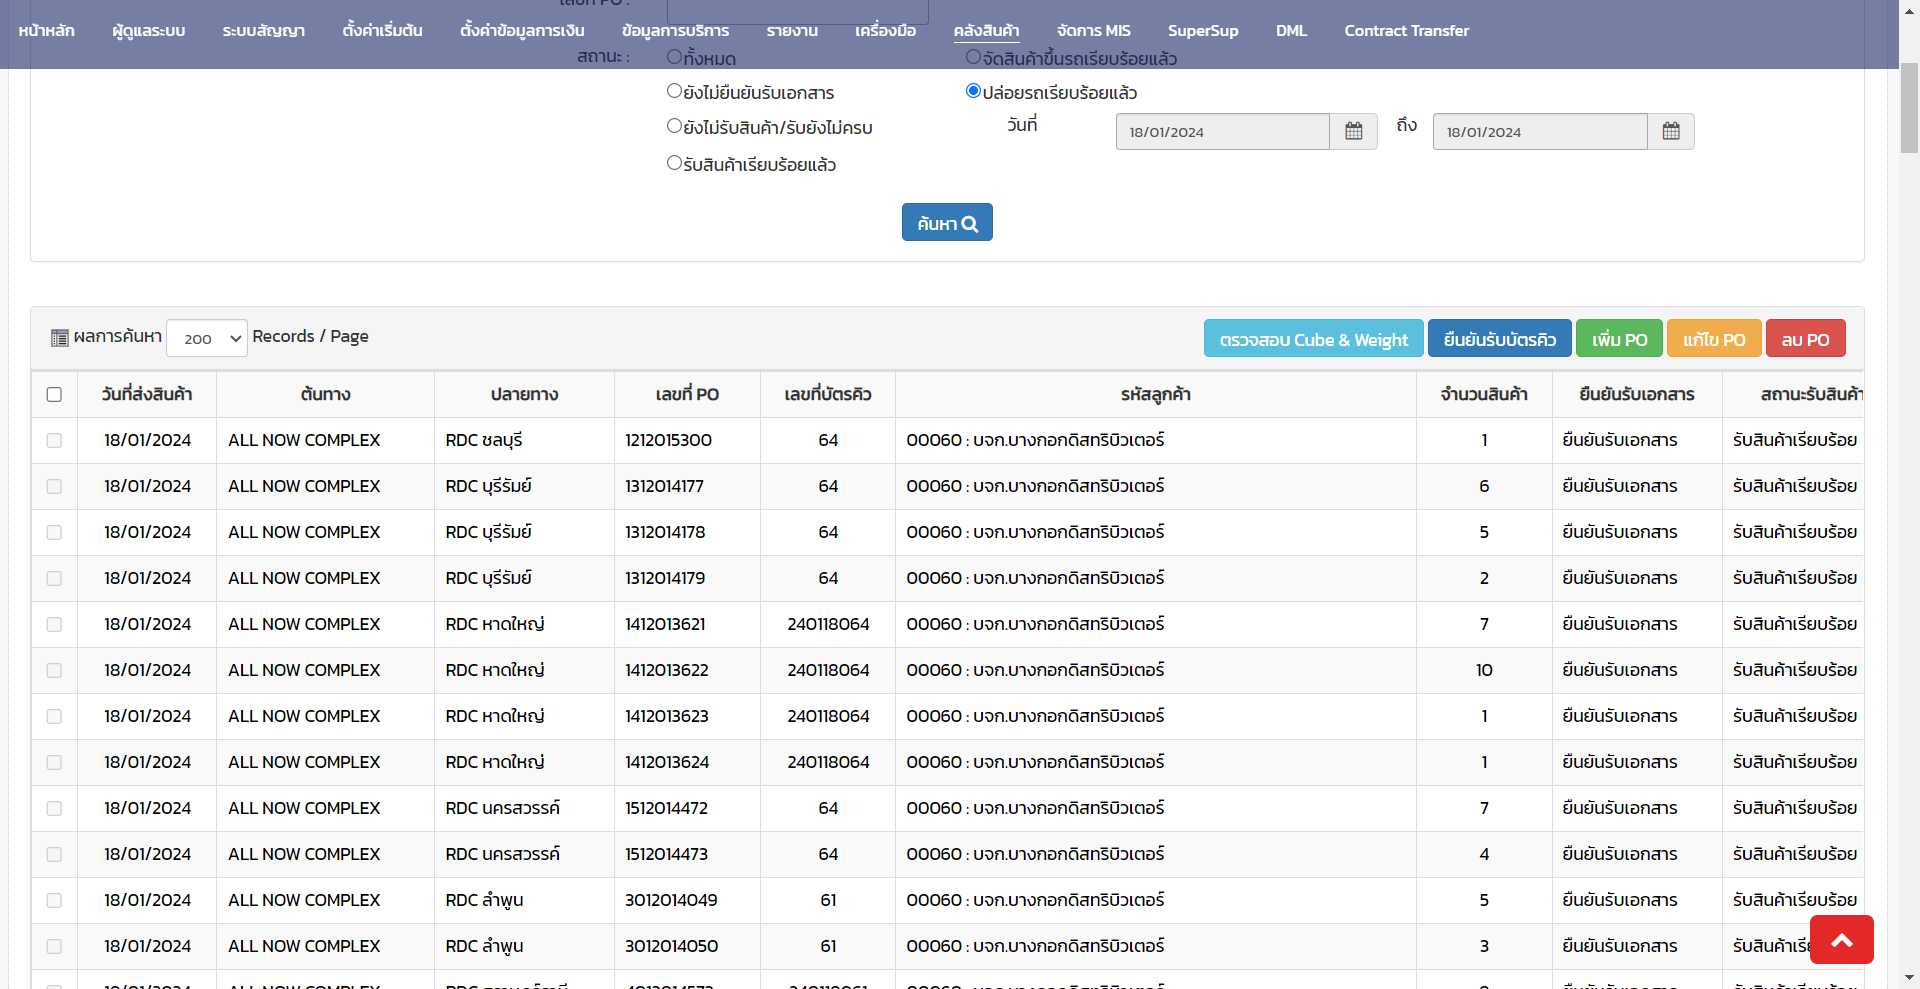 หน้าหลัก ผู้ดูแลระบบ ระบบสัญญา ตั้งค่าเริ่มต้น ตั้งค่าข้อมูลการเงิน ข้อมูลการบริการ รายงาน เครื่องมือ คลังสินค้า จัดการ MIS SuperSup DML Contract Transfer
สถานะ : ทั้งหมด จัดสินค้าขึ้นรถเรียบร้อยแล้ว
ยังไม่ยืนยันรับเอกสาร ปล่อยรถเรียบร้อยแล้ว
ยังไม่รับสินค้า/รับยังไม่ครบ วันที่ 18/01/2024 ถึง 18/01/2024
รับสินค้าเรียบร้อยแล้ว
ค้นหา
ผลการค้นหา 200 Records / Page ตรวจสอบ Cube & Weight ยืนยันรับบัตรคิว เพิ่ม PO แก้ไข PO ลบ PO
วันที่ส่งสินค้า ต้นทาง ปลายทาง เลขที่ PO เลขที่บัตรคิว รหัสลูกค้า จำนวนสินค้า ยืนยันรับเอกสาร สถานะรับสินค้า
18/01/2024 ALL NOW COMPLEX RDC ชลบุรี 1212015300 64 00060 : บจก.บางกอกดิสทริบิวเตอร์ 1 ยืนยันรับเอกสาร รับสินค้าเรียบร้อย
18/01/2024 ALL NOW COMPLEX RDC บุรีรัมย์ 1312014177 64 00060 : บจก.บางกอกดิสทริบิวเตอร์ 6 ยืนยันรับเอกสาร รับสินค้าเรียบร้อย
18/01/2024 ALL NOW COMPLEX RDC บุรีรัมย์ 1312014178 64 00060 : บจก.บางกอกดิสทริบิวเตอร์ 5 ยืนยันรับเอกสาร รับสินค้าเรียบร้อย
18/01/2024 ALL NOW COMPLEX RDC บุรีรัมย์ 1312014179 64 00060 : บจก.บางกอกดิสทริบิวเตอร์ 2 ยืนยันรับเอกสาร รับสินค้าเรียบร้อย
18/01/2024 ALL NOW COMPLEX RDC หาดใหญ่ 1412013621 240118064 00060 : บจก.บางกอกดิสทริบิวเตอร์ 7 ยืนยันรับเอกสาร รับสินค้าเรียบร้อย
18/01/2024 ALL NOW COMPLEX RDC หาดใหญ่ 1412013622 240118064 00060 : บจก.บางกอกดิสทริบิวเตอร์ 10 ยืนยันรับเอกสาร รับสินค้าเรียบร้อย
18/01/2024 ALL NOW COMPLEX RDC หาดใหญ่ 1412013623 240118064 00060 : บจก.บางกอกดิสทริบิวเตอร์ 1 ยืนยันรับเอกสาร รับสินค้าเรียบร้อย
18/01/2024 ALL NOW COMPLEX RDC หาดใหญ่ 1412013624 240118064 00060 : บจก.บางกอกดิสทริบิวเตอร์ 1 ยืนยันรับเอกสาร รับสินค้าเรียบร้อย
18/01/2024 ALL NOW COMPLEX RDC นครสวรรค์ 1512014472 64 00060 : บจก.บางกอกดิสทริบิวเตอร์ 7 ยืนยันรับเอกสาร รับสินค้าเรียบร้อย
18/01/2024 ALL NOW COMPLEX RDC นครสวรรค์ 1512014473 64 00060 : บจก.บางกอกดิสทริบิวเตอร์ 4 ยืนยันรับเอกสาร รับสินค้าเรียบร้อย
18/01/2024 ALL NOW COMPLEX RDC ลำพูน 3012014049 61 00060 : บจก.บางกอกดิสทริบิวเตอร์ 5 ยืนยันรับเอกสาร รับสินค้าเรียบร้อย
18/01/2024 ALL NOW COMPLEX RDC ลำพูน 3012014050 61 00060 : บจก.บางกอกดิสทริบิวเตอร์ 3 ยืนยันรับเอกสาร